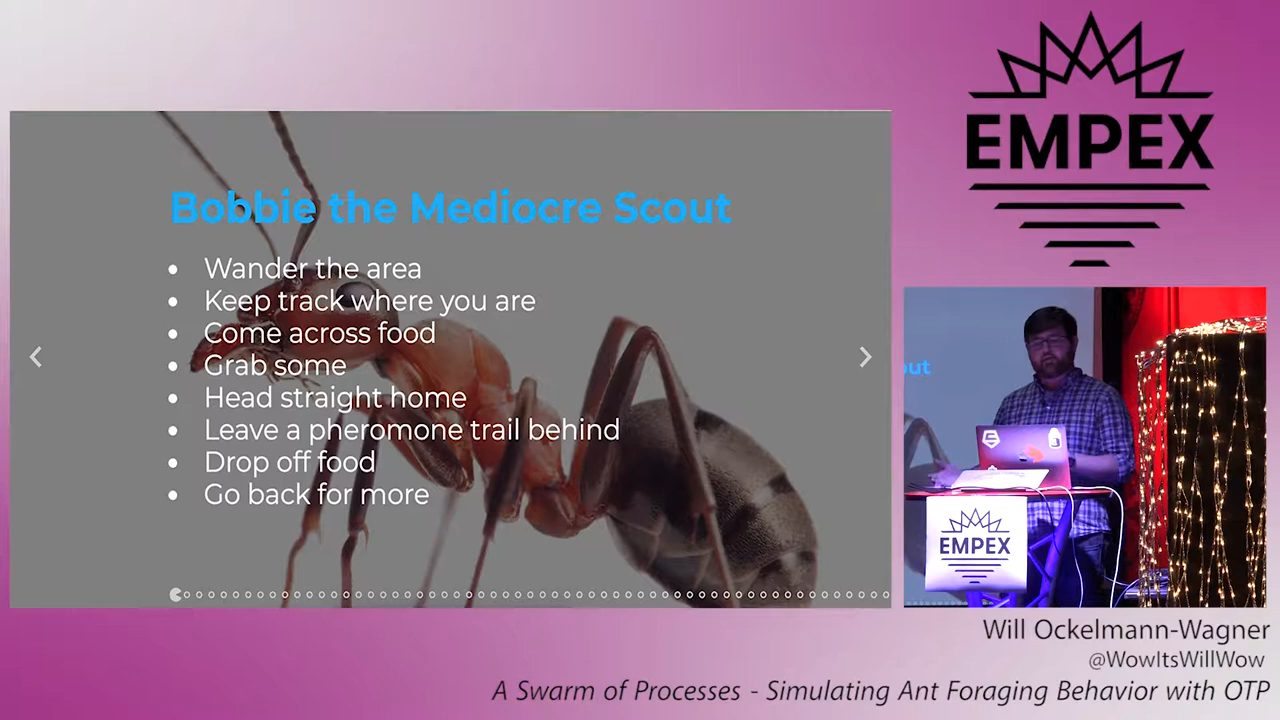 Bobbie the Mediocre Scout
Wander the area
Keep track where you are
Come across food
Grab some
Head straight home
Leave a pheromone trail behind
Drop off food
Go back for more
EMPEX
out
EMPEX
Will Ockelmann-Wagner
@WowItsWillWow
A Swarm of Processes - Simulating Ant Foraging Behavior with OTP